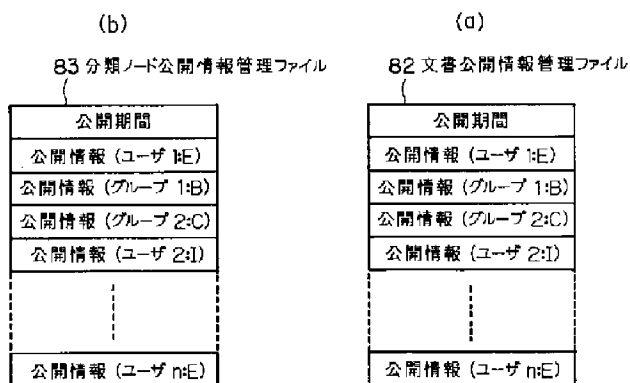 (b)
83 分類ノード公開情報管理ファイル
公開期間
公開情報 (ユーザ 1:E)
公開情報 (グループ 1:B)
公開情報 (グループ 2:C)
公開情報 (ユーザ 2:I)
公開情報 (ユーザ n:E)
(a)
82 文書公開情報管理ファイル
公開期間
公開情報 (ユーザ 1:E)
公開情報 (グループ 1:B)
公開情報 (グループ 2:C)
公開情報 (ユーザ 2:I)
公開情報 (ユーザ n:E)